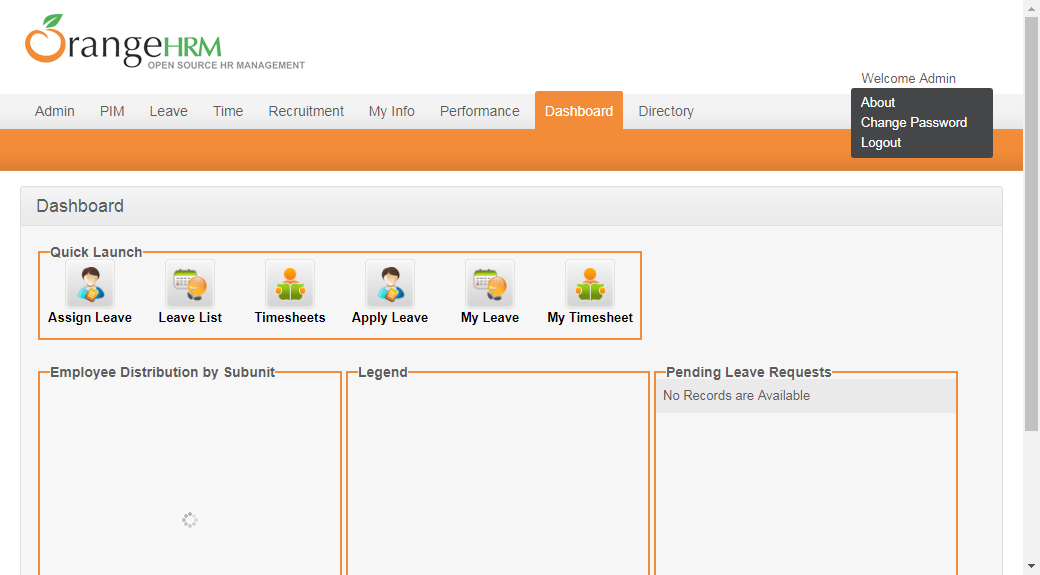 OrangeHRM
OPEN SOURCE HR MANAGEMENT
Welcome Admin
About
Change Password
Logout
Admin PIM Leave Time Recruitment My Info Performance Dashboard Directory
Dashboard
Quick Launch
Assign Leave Leave List Timesheets Apply Leave My Leave My Timesheet
Employee Distribution by Subunit Legend Pending Leave Requests
No Records are Available